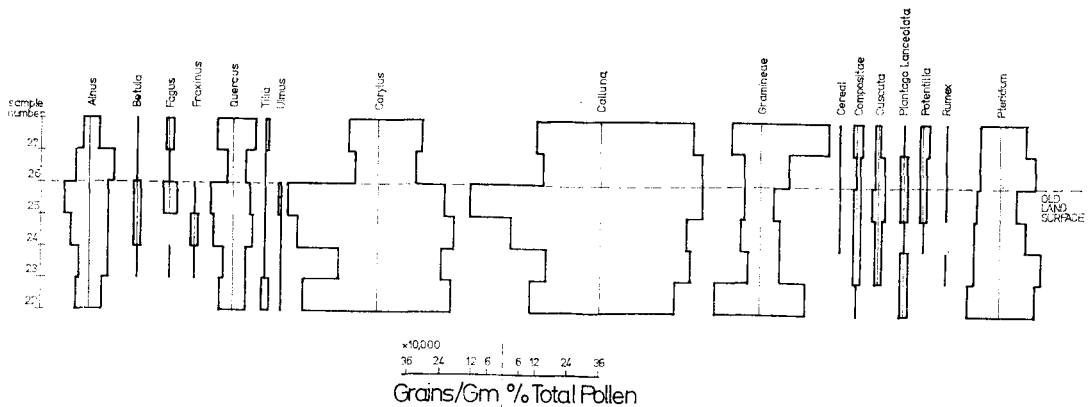 sample
number
Alnus
Betula
Fagus
Fraxinus
Quercus
Tilia
Ulmus
Corylus
Calluna
Gramineae
Cereal
Compositae
Cuscuta
Plantago Lanceolata
Potentilla
Rumex
Pteridium
27
26
25
24
23
22
OLD
LAND
SURFACE
×10,000
36 24 12 6 6 12 24 36
Grains/Gm % Total Pollen